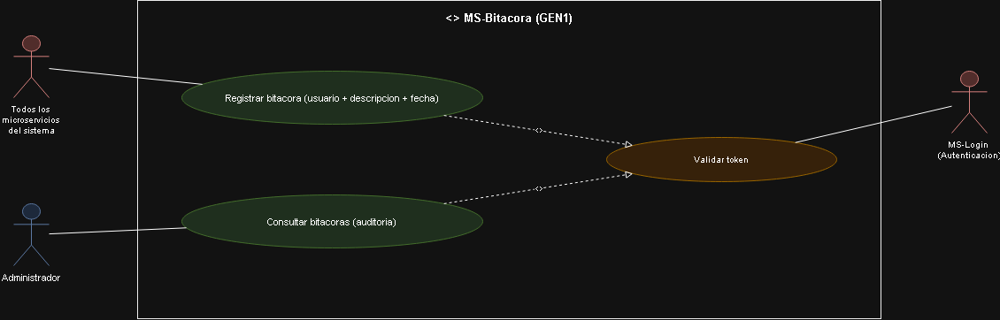 <> MS-Bitacora (GEN1)
Todos los
microservicios
del sistema
Registrar bitacora (usuario + descripcion + fecha)
<>
Validar token
MS-Login
(Autenticacion)
<>
Consultar bitacoras (auditoria)
Administrador